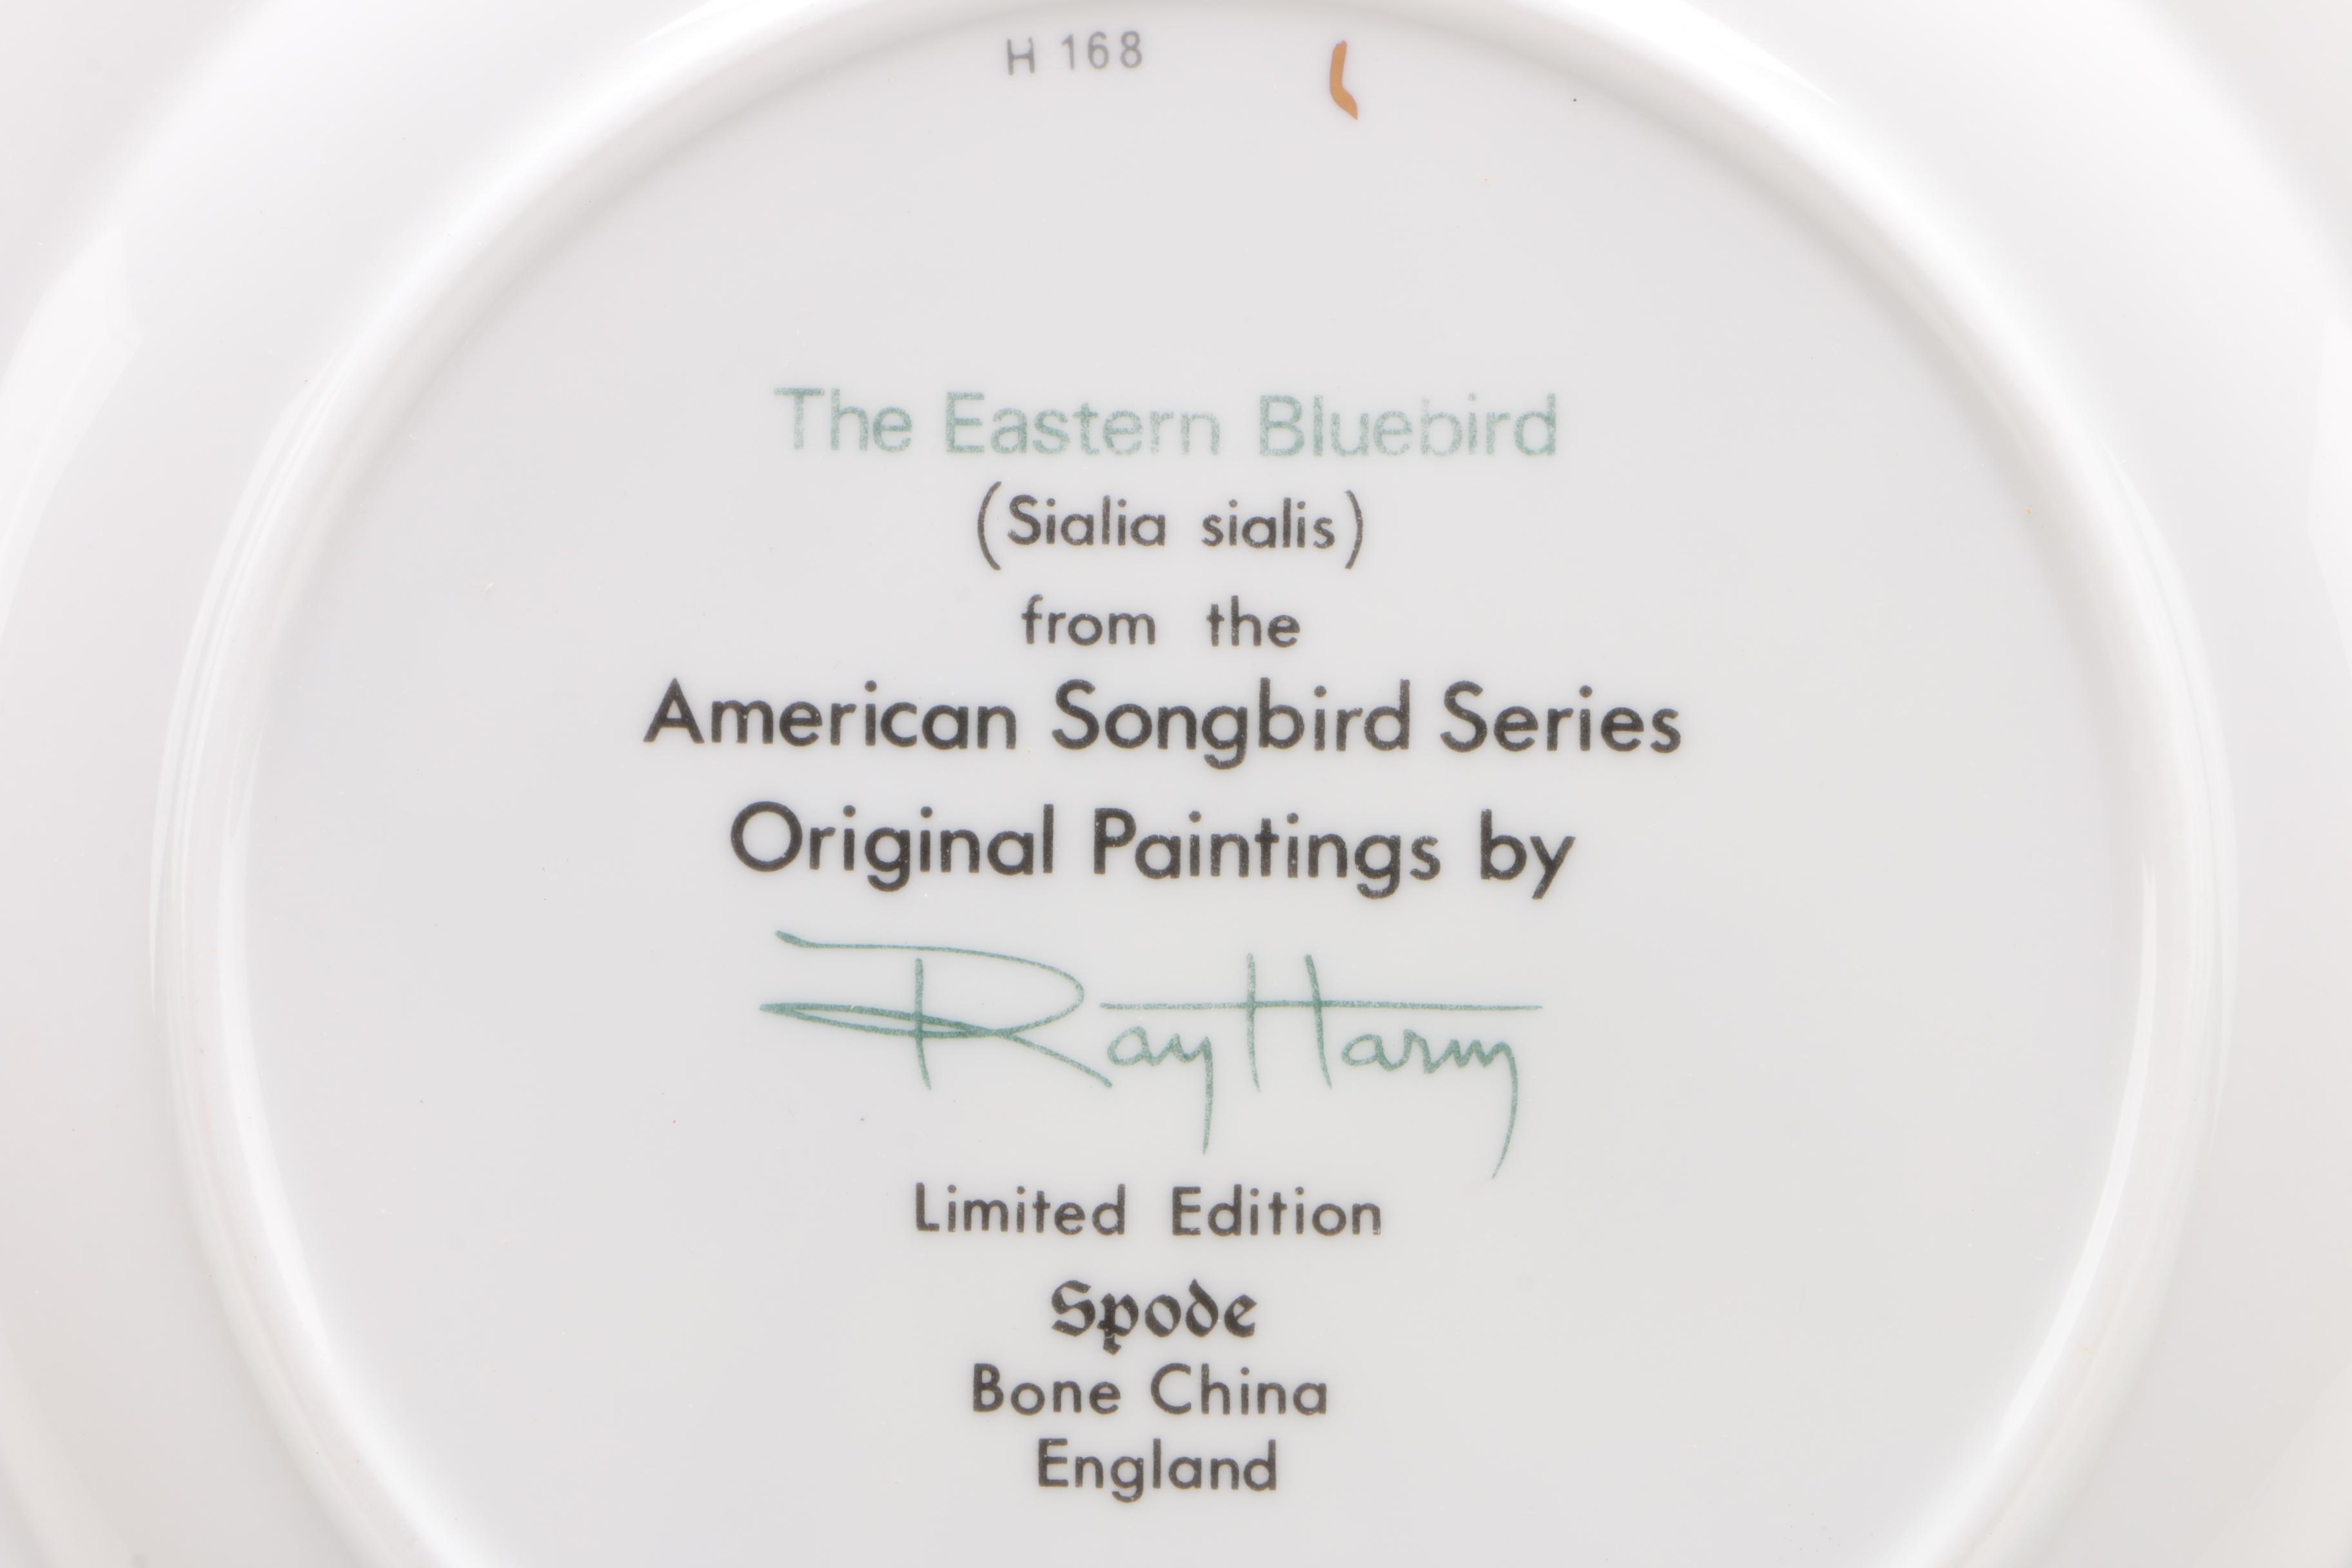 H 168
The Eastern Bluebird
(Sialia sialis)
from the
American Songbird Series
Original Paintings by
Ray Harm
Limited Edition
Spode
Bone China
England